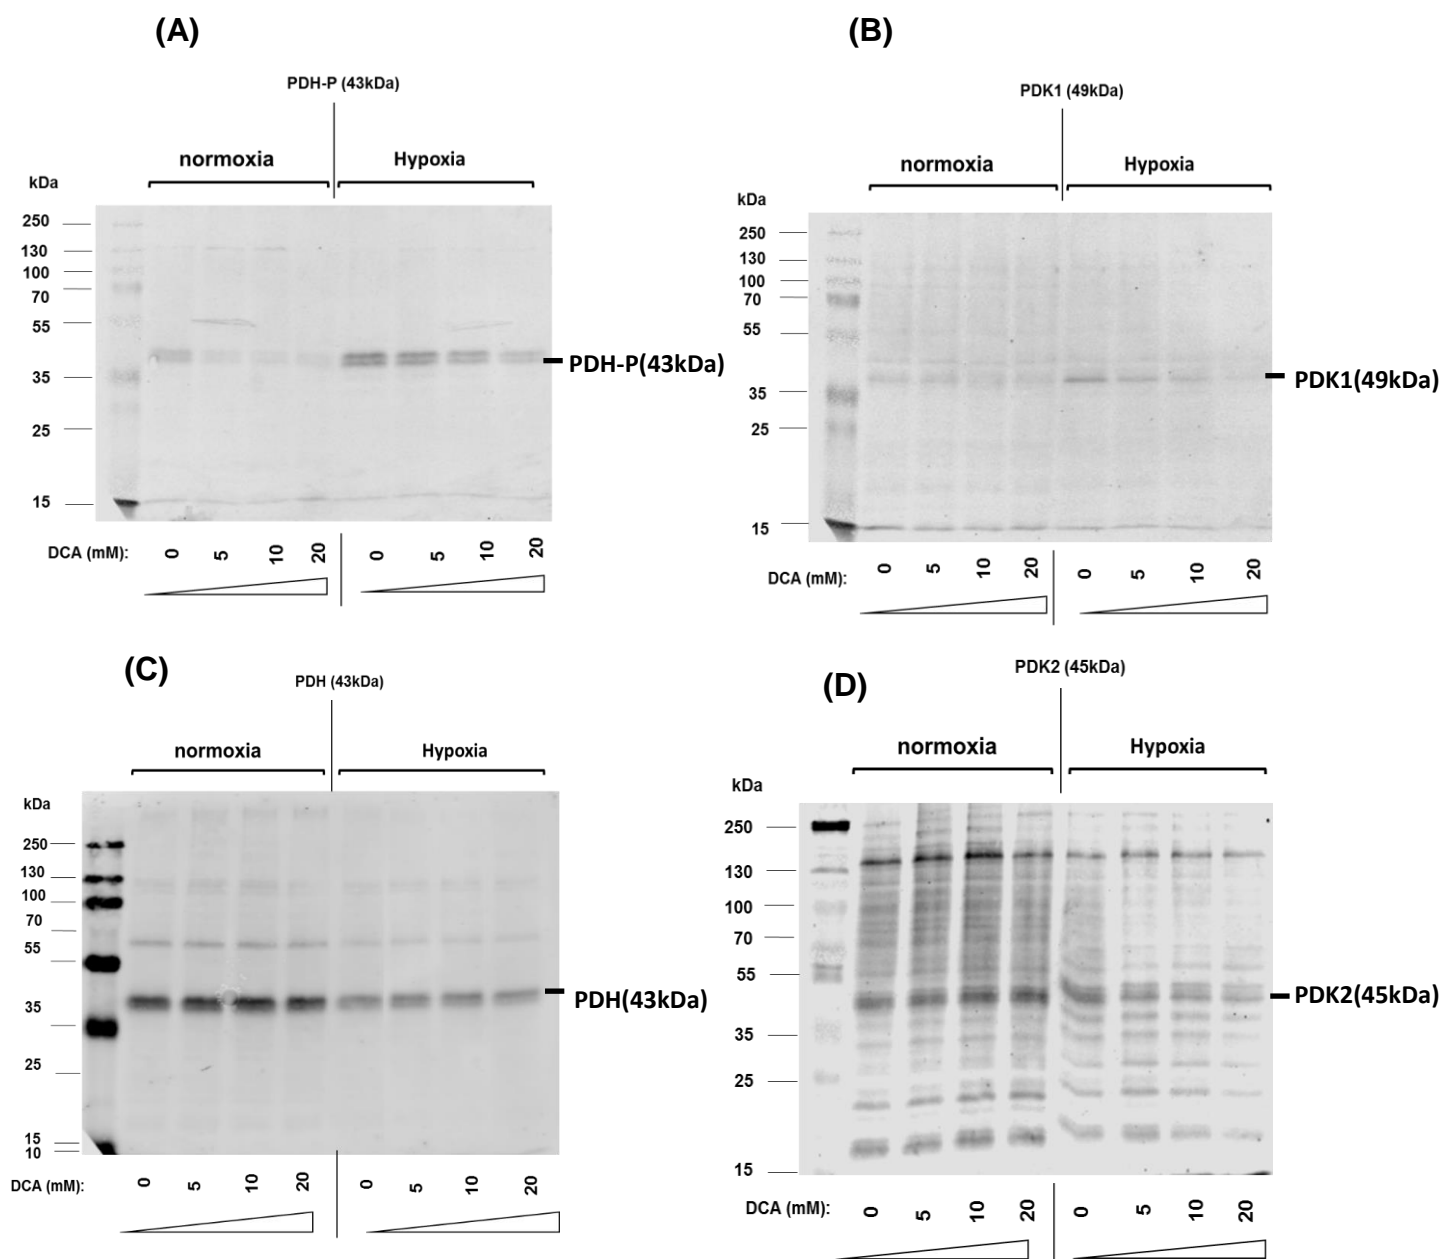 (A)
PDH-P (43kDa)
normoxia
Hypoxia
kDa
250
130
100
70
55
35
25
15
PDH-P(43kDa)
DCA (mM):
0
5
10
20
0
5
10
20
(B)
PDK1 (49kDa)
normoxia
Hypoxia
kDa
250
130
100
70
55
35
25
15
PDK1(49kDa)
DCA (mM):
0
5
10
20
0
5
10
20
(C)
PDH (43kDa)
normoxia
Hypoxia
kDa
250
130
100
70
55
35
25
15
10
PDH(43kDa)
DCA (mM):
0
5
10
20
0
5
10
20
(D)
PDK2 (45kDa)
normoxia
Hypoxia
kDa
250
130
100
70
55
35
25
15
PDK2(45kDa)
DCA (mM):
0
5
10
20
0
5
10
20